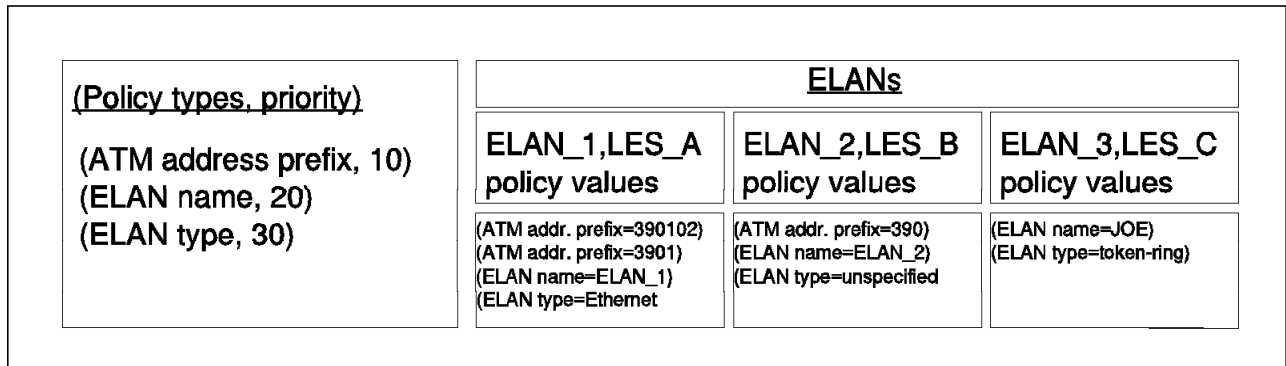 (Policy types, priority)
(ATM address prefix, 10)
(ELAN name, 20)
(ELAN type, 30)
ELANs
ELAN_1,LES_A
policy values
(ATM addr. prefix=390102)
(ATM addr. prefix=3901)
(ELAN name=ELAN_1)
(ELAN type=Ethernet
ELAN_2,LES_B
policy values
(ATM addr. prefix=390)
(ELAN name=ELAN_2)
(ELAN type=unspecified
ELAN_3,LES_C
policy values
(ELAN name=JOE)
(ELAN type=token-ring)